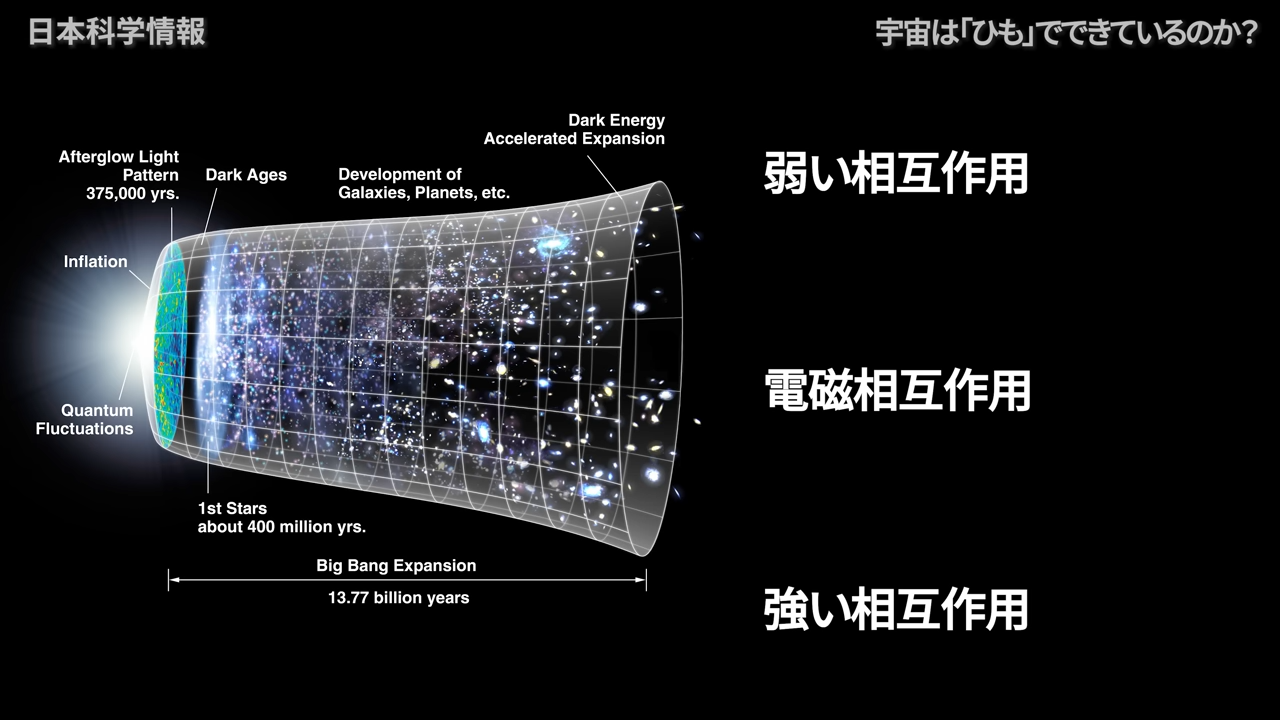 日本科学情報
宇宙は「ひも」でできているのか?
Dark Energy
Accelerated Expansion
Afterglow Light
Pattern
375,000 yrs.
Dark Ages
Development of
Galaxies, Planets, etc.
Inflation
Quantum
Fluctuations
1st Stars
about 400 million yrs.
Big Bang Expansion
13.77 billion years
弱い相互作用
電磁相互作用
強い相互作用